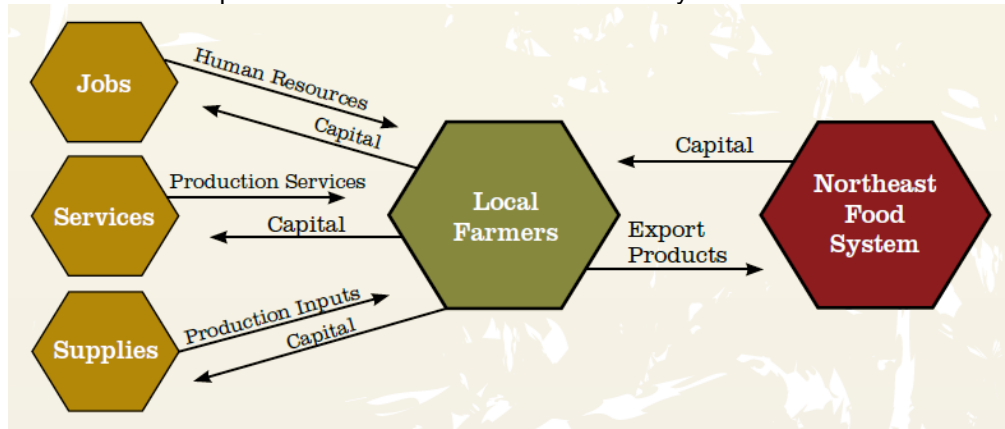 Jobs
Human Resources
Capital
Services
Production Services
Capital
Supplies
Production Inputs
Capital
Local
Farmers
Capital
Export
Products
Northeast
Food
System